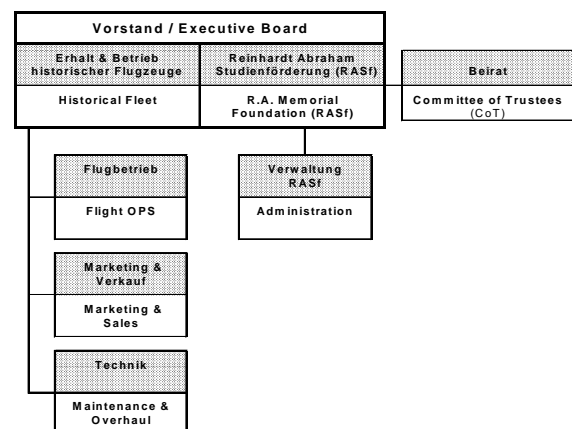 Vorstand / Executive Board
Erhalt & Betrieb
historischer Flugzeuge
Historical Fleet
Reinhardt Abraham
Studienförderung (RASf)
R.A. Memorial
Foundation (RASf)
Beirat
Committee of Trustees
(CoT)
Flugbetrieb
Flight OPS
Verwaltung
RASf
Administration
Marketing &
Verkauf
Marketing &
Sales
Technik
Maintenance &
Overhaul